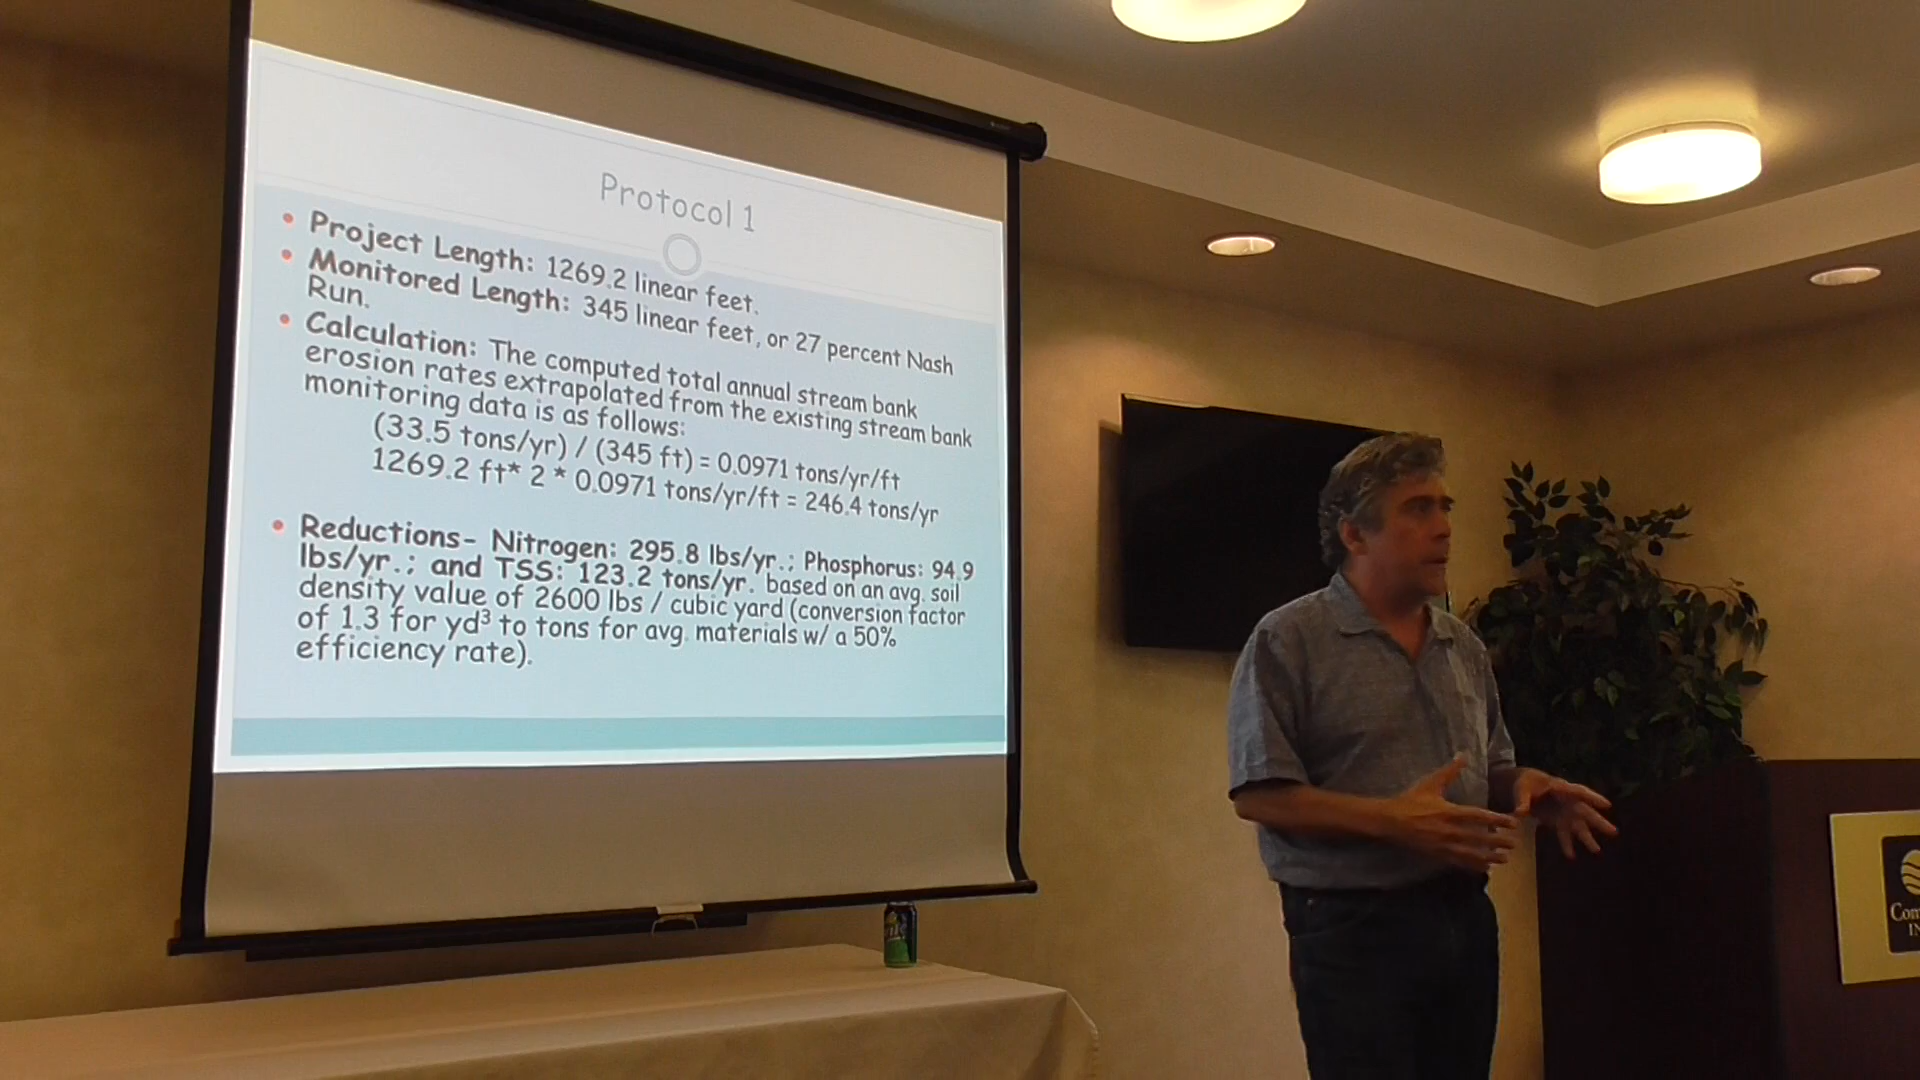 Protocol 1
• Project Length: 1269.2 linear feet.
• Monitored Length: 345 linear feet, or 27 percent Nash
Run.
• Calculation: The computed total annual stream bank
erosion rates extrapolated from the existing stream bank
monitoring data is as follows:
(33.5 tons/yr) / (345 ft) = 0.0971 tons/yr/ft
1269.2 ft* 2 * 0.0971 tons/yr/ft = 246.4 tons/yr
• Reductions- Nitrogen: 295.8 lbs/yr.; Phosphorus: 94.9
lbs/yr.; and TSS: 123.2 tons/yr. based on an avg. soil
density value of 2600 lbs / cubic yard (conversion factor
of 1.3 for yd³ to tons for avg. materials w/ a 50%
efficiency rate).